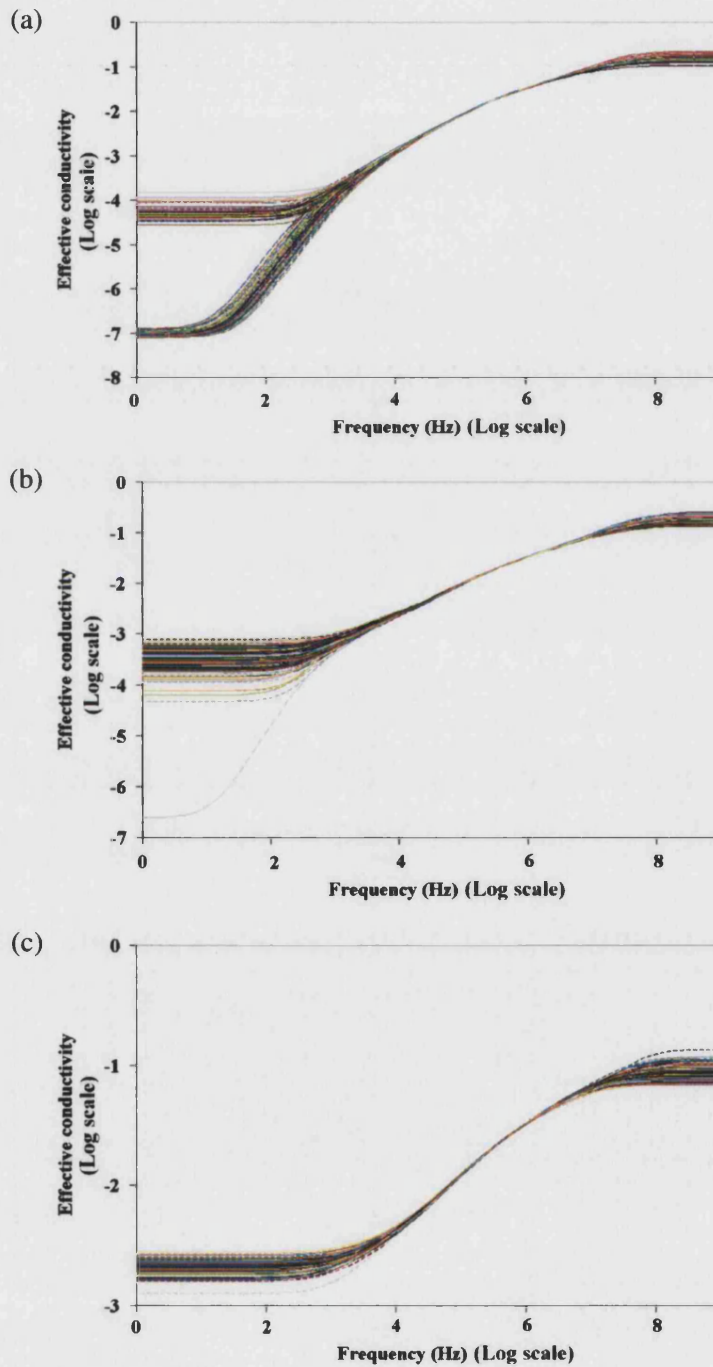 (a)
0
-1
-2
-3
-4
-5
-6
-7
-8
Effective conductivity
(Log scale)
0 2 4 6 8
Frequency (Hz) (Log scale)
(b)
0
-1
-2
-3
-4
-5
-6
-7
Effective conductivity
(Log scale)
0 2 4 6 8
Frequency (Hz) (Log scale)
(c)
0
-1
-2
-3
Effective conductivity
(Log scale)
0 2 4 6 8
Frequency (Hz) (Log scale)